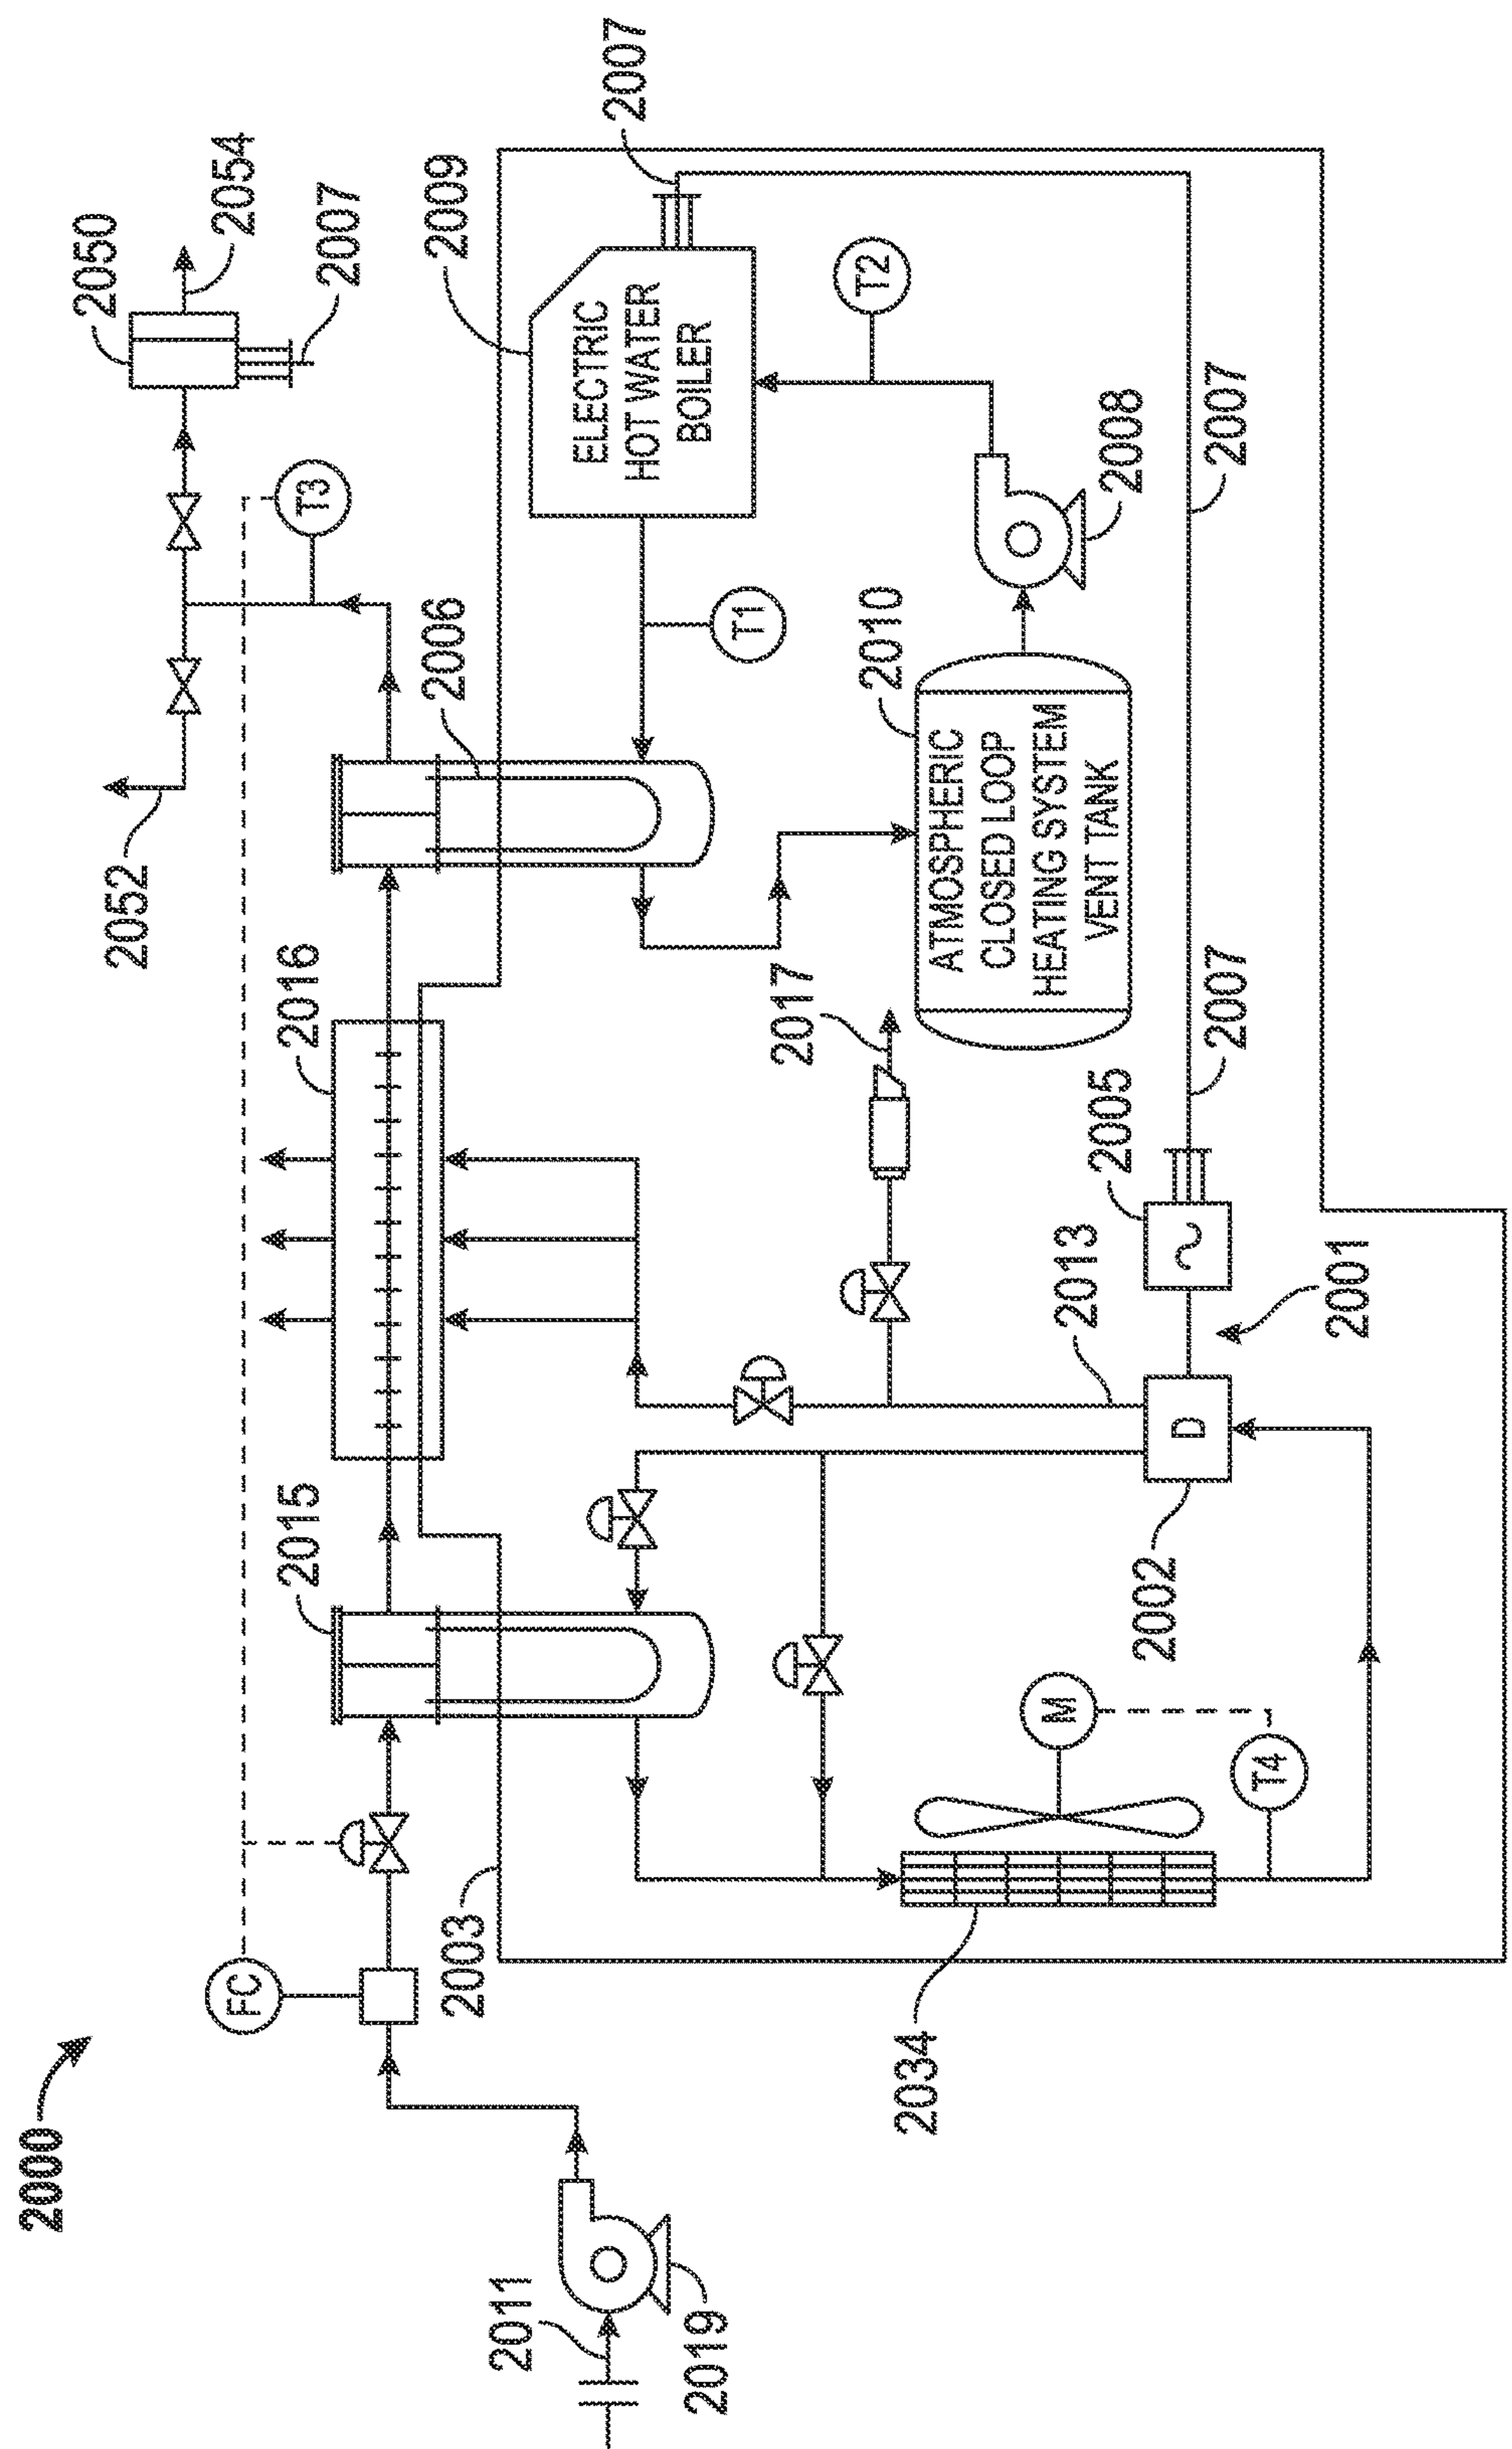 2000
2011
2019
FC
2003
2034
2015
T4
M
2002
D
2013
2001
2005
2016
2017
2052
2006
2010
ATMOSPHERIC
CLOSED LOOP
HEATING SYSTEM
VENT TANK
2007
T1
T3
2008
T2
2009
ELECTRIC
HOT WATER
BOILER
2050
2054
2007
2007
2007